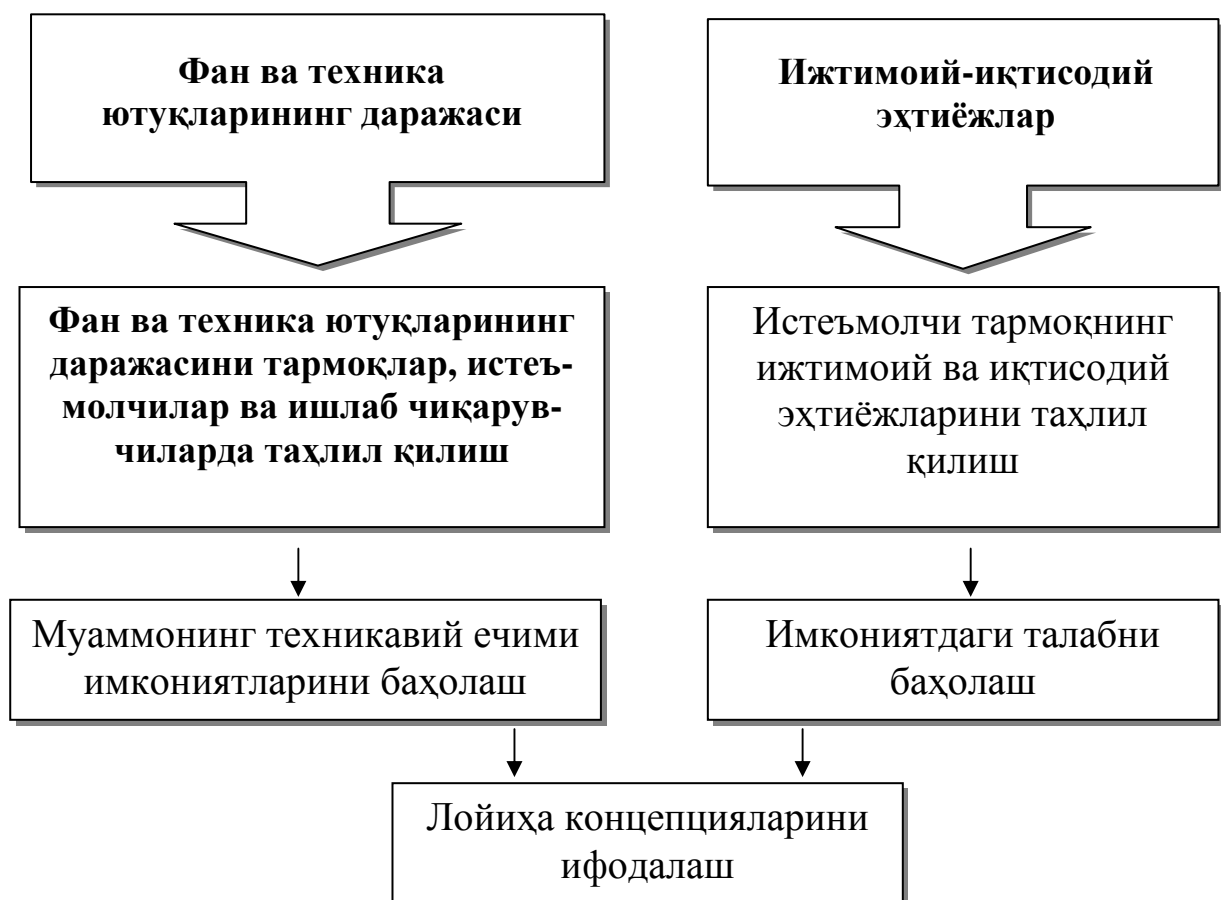 Фан ва техника
ютуқларининг даражаси
Ижтимоий-иқтисодий
эҳтиёжлар
Фан ва техника ютуқларининг
даражасини тармоқлар, истеъ-
молчилар ва ишлаб чиқарув-
чиларда таҳлил қилиш
Истеъмолчи тармоқнинг
ижтимоий ва иқтисодий
эҳтиёжларини таҳлил
қилиш
Муаммонинг техникавий ечими
имкониятларини баҳолаш
Имкониятдаги талабни
баҳолаш
Лойиҳа концепцияларини
ифодалаш